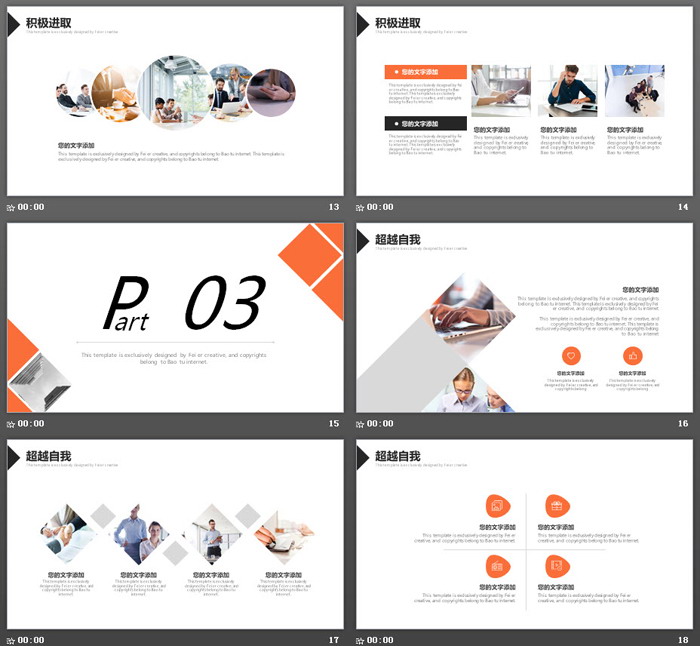 积极进取
This template is exclusively designed by Fei er creative
您的文字添加
This template is exclusively designed by Fei er creative, and copyrights belong to Bao tu internet. The template is
exclusively designed by Fei er creative, and copyrights belong to Bao tu internet.
00:00
13
积极进取
This template is exclusively designed by Fei er creative
您的文字添加
This template is exclusively designed by Fei
er creative, and copyrights belong to Bao
tu internet. This template is exclusively
designed by Fei er creative, and
copyrights belong to Bao tu internet.
您的文字添加
This template is exclusively designed by Fei
er creative, and copyrights belong to Bao
tu internet. This template is exclusively
designed by Fei er creative, and
copyrights belong to Bao tu internet.
您的文字添加
This template is exclusively
designed by Fei er creative,
and copyrights belong to
Bao tu internet.
您的文字添加
This template is exclusively
designed by Fei er creative,
and copyrights belong to
Bao tu internet.
您的文字添加
This template is exclusively
designed by Fei er creative,
and copyrights belong to
Bao tu internet.
00:00
14
Part 03
This template is exclusively designed by Fei er creative, and copyrights
belong to Bao tu internet.
00:00
15
超越自我
This template is exclusively designed by Fei er creative
您的文字添加
This template is exclusively designed by Fei er creative, and copyrights
belong to Bao tu internet. This template is exclusively designed by Fei
er creative, and copyrights belong to Bao tu internet.
This template is exclusively designed by Fei er creative, and
copyrights belong to Bao tu internet. This template is
exclusively designed by Fei er creative, and copyrights belong
to Bao tu internet.
您的文字添加
This template is exclusively
designed by Fei er creative, and
copyrights belong to Bao tu
internet.
您的文字添加
This template is exclusively
designed by Fei er creative, and
copyrights belong to Bao tu
internet.
00:00
16
超越自我
This template is exclusively designed by Fei er creative
您的文字添加
This template is exclusively
designed by Fei er creative, and
copyrights belong to Bao tu
internet.
您的文字添加
This template is exclusively
designed by Fei er creative, and
copyrights belong to Bao tu
internet.
您的文字添加
This template is exclusively
designed by Fei er creative, and
copyrights belong to Bao tu
internet.
您的文字添加
This template is exclusively
designed by Fei er creative, and
copyrights belong to Bao tu
internet.
00:00
17
超越自我
This template is exclusively designed by Fei er creative
您的文字添加
This template is exclusively designed by Fei er
creative, and copyrights belong to Bao tu internet.
您的文字添加
This template is exclusively designed by Fei er
creative, and copyrights belong to Bao tu internet.
您的文字添加
This template is exclusively designed by Fei er
creative, and copyrights belong to Bao tu internet.
您的文字添加
This template is exclusively designed by Fei er
creative, and copyrights belong to Bao tu internet.
00:00
18